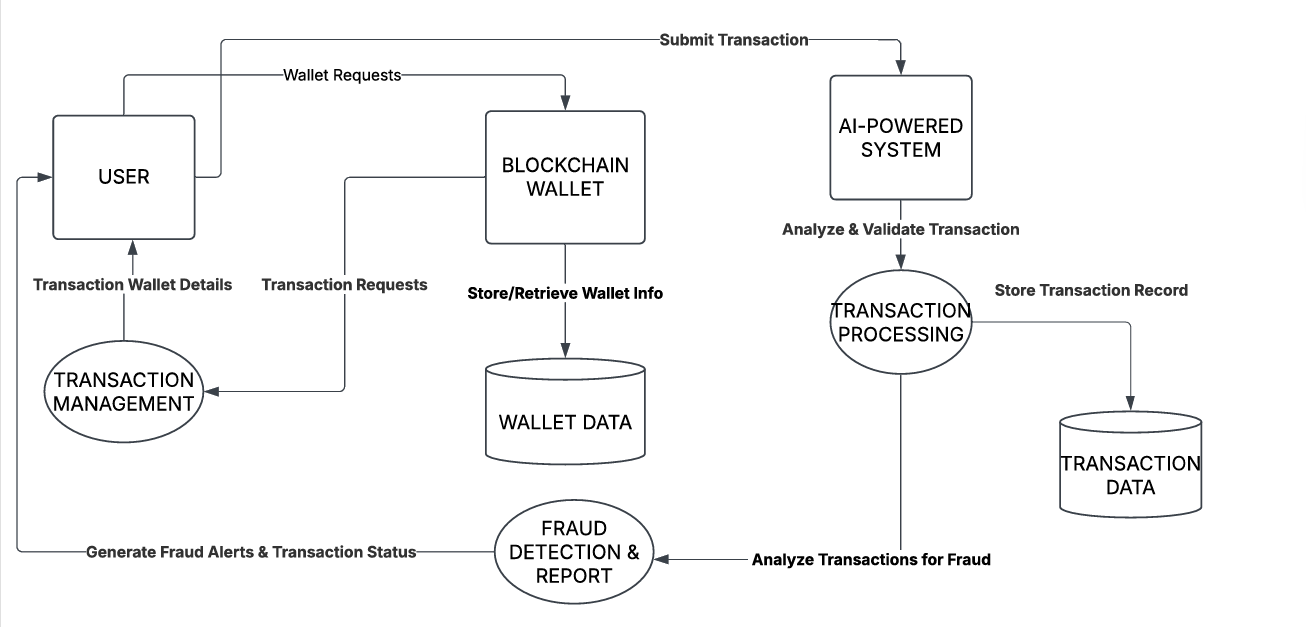 Submit Transaction
Wallet Requests
USER
BLOCKCHAIN
WALLET
AI-POWERED
SYSTEM
Analyze & Validate Transaction
Transaction Wallet Details
Transaction Requests
Store/Retrieve Wallet Info
Store Transaction Record
TRANSACTION
PROCESSING
TRANSACTION
MANAGEMENT
WALLET DATA
TRANSACTION
DATA
Generate Fraud Alerts & Transaction Status
FRAUD
DETECTION &
REPORT
Analyze Transactions for Fraud